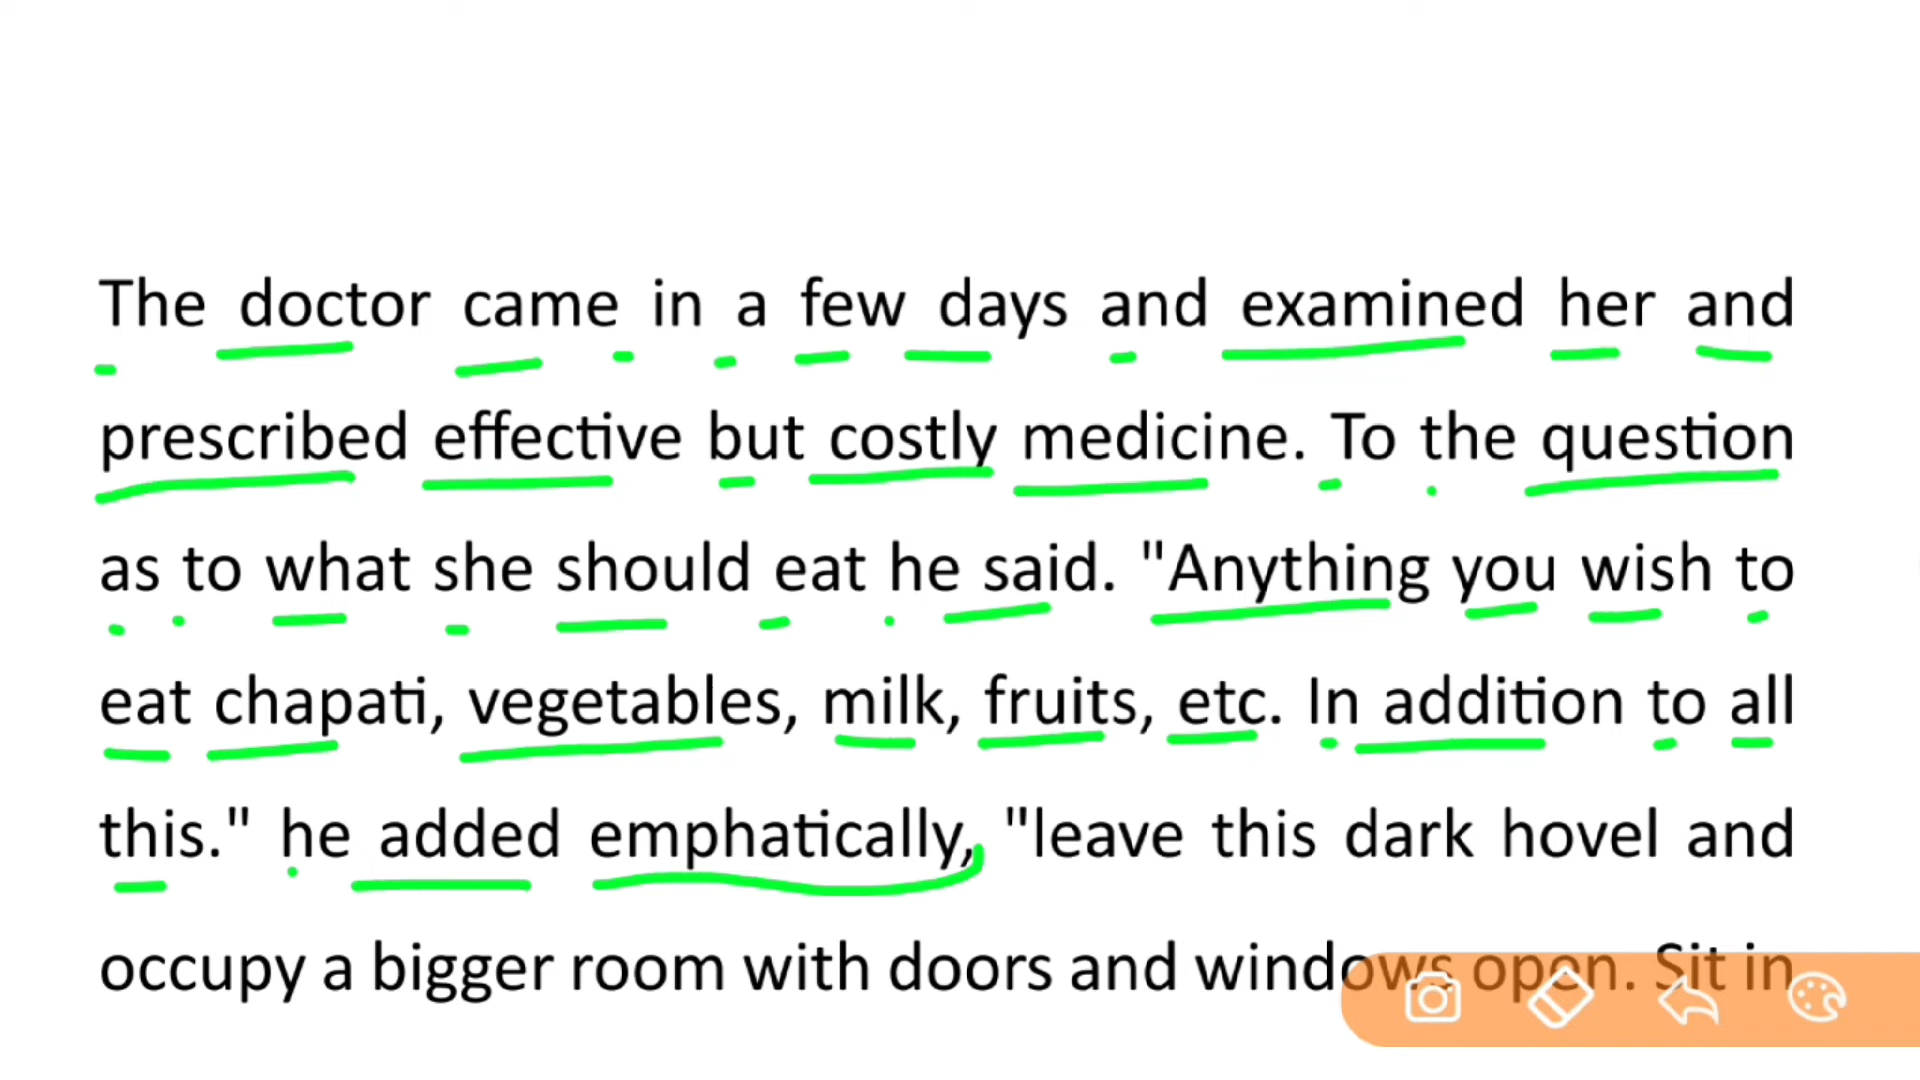 The doctor came in a few days and examined her and
prescribed effective but costly medicine. To the question
as to what she should eat he said. "Anything you wish to
eat chapati, vegetables, milk, fruits, etc. In addition to all
this." he added emphatically, "leave this dark hovel and
occupy a bigger room with doors and windows open. Sit in